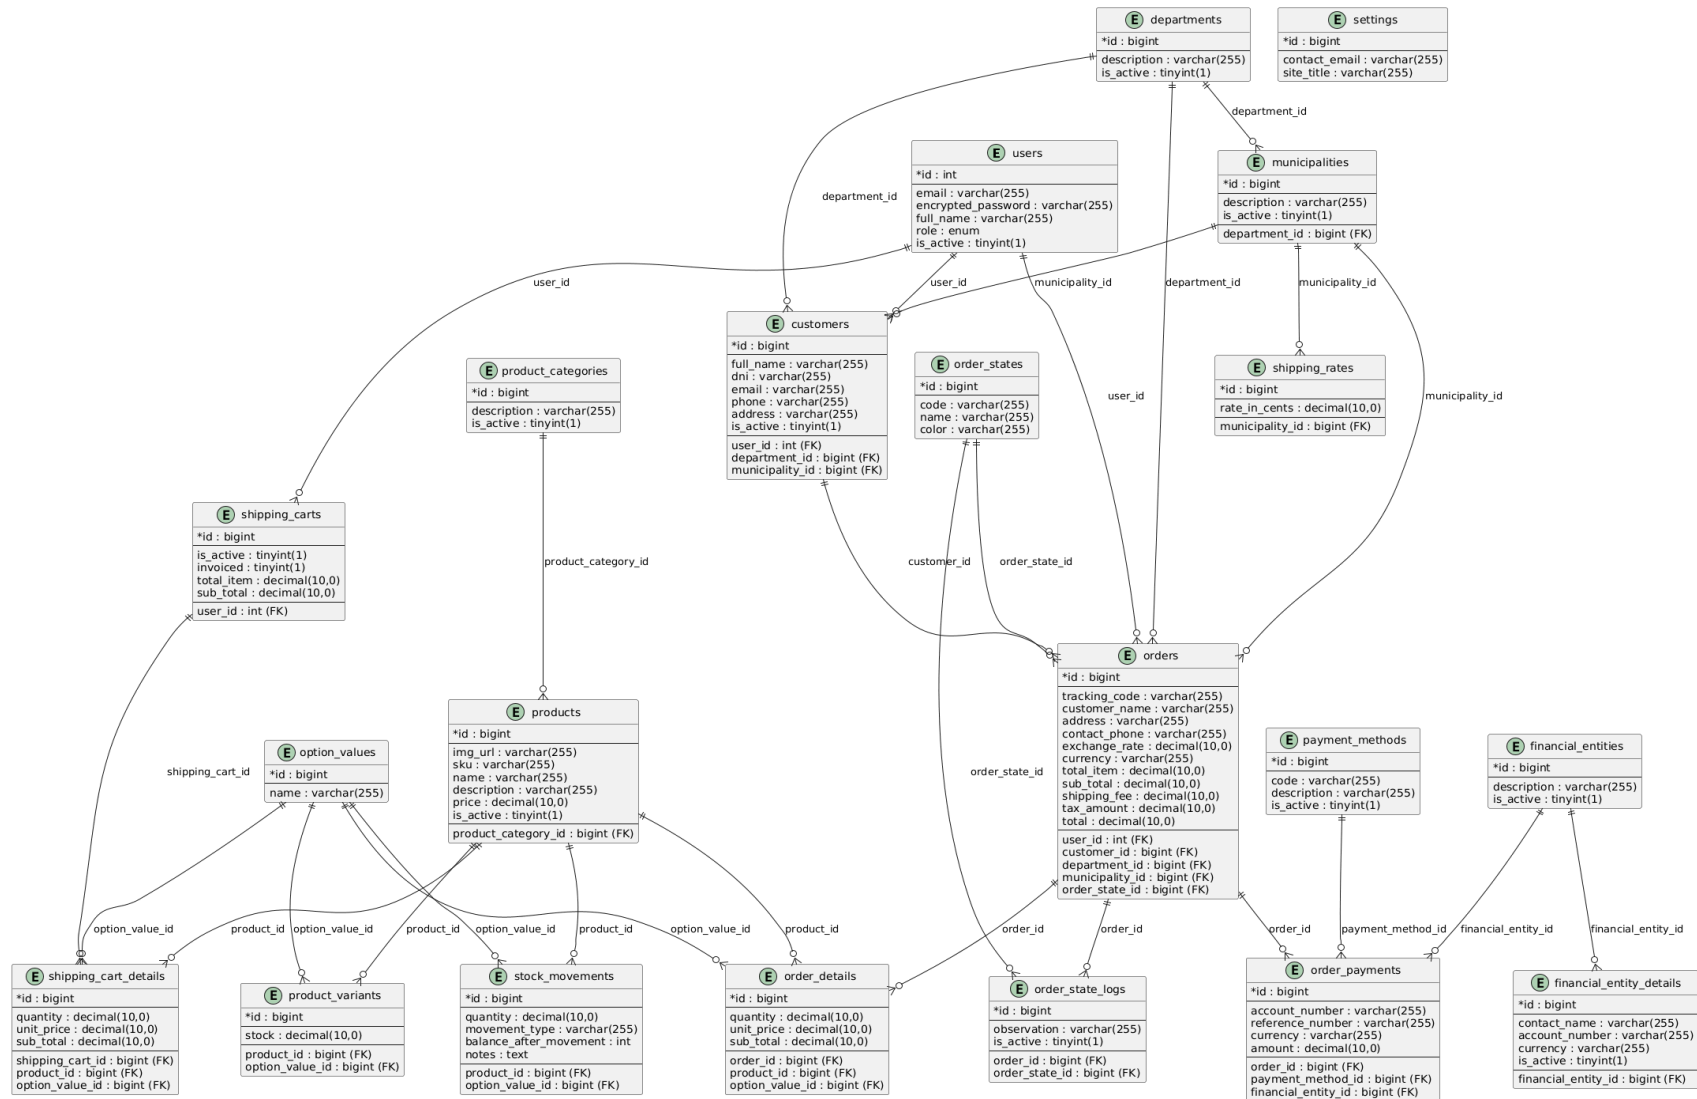 E departments
*id : bigint
description : varchar(255)
is_active : tinyint(1)
E settings
*id : bigint
contact_email : varchar(255)
site_title : varchar(255)
department_id
E users
*id : int
email : varchar(255)
encrypted_password : varchar(255)
full_name : varchar(255)
role : enum
is_active : tinyint(1)
E municipalities
*id : bigint
description : varchar(255)
is_active : tinyint(1)
department_id : bigint (FK)
department_id
user_id
user_id
municipality_id
department_id
municipality_id
E customers
*id : bigint
full_name : varchar(255)
dni : varchar(255)
email : varchar(255)
phone : varchar(255)
address : varchar(255)
is_active : tinyint(1)
user_id : int (FK)
department_id : bigint (FK)
municipality_id : bigint (FK)
E product_categories
*id : bigint
description : varchar(255)
is_active : tinyint(1)
E order_states
*id : bigint
code : varchar(255)
name : varchar(255)
color : varchar(255)
E shipping_rates
*id : bigint
rate_in_cents : decimal(10,0)
municipality_id : bigint (FK)
user_id
municipality_id
E shipping_carts
*id : bigint
is_active : tinyint(1)
invoiced : tinyint(1)
total_item : decimal(10,0)
sub_total : decimal(10,0)
user_id : int (FK)
product_category_id
customer_id
order_state_id
E orders
*id : bigint
tracking_code : varchar(255)
customer_name : varchar(255)
address : varchar(255)
contact_phone : varchar(255)
exchange_rate : decimal(10,0)
currency : varchar(255)
total_item : decimal(10,0)
sub_total : decimal(10,0)
shipping_fee : decimal(10,0)
tax_amount : decimal(10,0)
total : decimal(10,0)
user_id : int (FK)
customer_id : bigint (FK)
department_id : bigint (FK)
municipality_id : bigint (FK)
order_state_id : bigint (FK)
E products
*id : bigint
img_url : varchar(255)
sku : varchar(255)
name : varchar(255)
description : varchar(255)
price : decimal(10,0)
is_active : tinyint(1)
product_category_id : bigint (FK)
E option_values
*id : bigint
name : varchar(255)
E payment_methods
*id : bigint
code : varchar(255)
description : varchar(255)
is_active : tinyint(1)
E financial_entities
*id : bigint
description : varchar(255)
is_active : tinyint(1)
shipping_cart_id
order_state_id
option_value_id
product_id
option_value_id
product_id
option_value_id
product_id
option_value_id
product_id
order_id
order_id
order_id
payment_method_id
financial_entity_id
financial_entity_id
E shipping_cart_details
*id : bigint
quantity : decimal(10,0)
unit_price : decimal(10,0)
sub_total : decimal(10,0)
shipping_cart_id : bigint (FK)
product_id : bigint (FK)
option_value_id : bigint (FK)
E product_variants
*id : bigint
stock : decimal(10,0)
product_id : bigint (FK)
option_value_id : bigint (FK)
E stock_movements
*id : bigint
quantity : decimal(10,0)
movement_type : varchar(255)
balance_after_movement : int
notes : text
product_id : bigint (FK)
option_value_id : bigint (FK)
E order_details
*id : bigint
quantity : decimal(10,0)
unit_price : decimal(10,0)
sub_total : decimal(10,0)
order_id : bigint (FK)
product_id : bigint (FK)
option_value_id : bigint (FK)
E order_state_logs
*id : bigint
observation : varchar(255)
is_active : tinyint(1)
order_id : bigint (FK)
order_state_id : bigint (FK)
E order_payments
*id : bigint
account_number : varchar(255)
reference_number : varchar(255)
currency : varchar(255)
amount : decimal(10,0)
order_id : bigint (FK)
payment_method_id : bigint (FK)
financial_entity_id : bigint (FK)
E financial_entity_details
*id : bigint
contact_name : varchar(255)
account_number : varchar(255)
currency : varchar(255)
is_active : tinyint(1)
financial_entity_id : bigint (FK)